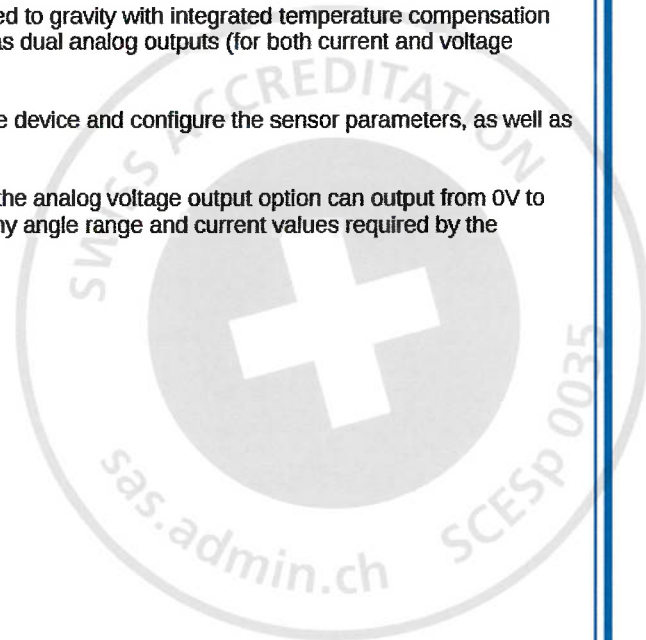 ed to gravity with integrated temperature compensation
as dual analog outputs (for both current and voltage
e device and configure the sensor parameters, as well as
the analog voltage output option can output from 0V to
ny angle range and current values required by the
SWISS ACCREDITATION
sas.admin.ch
SCESp 0035